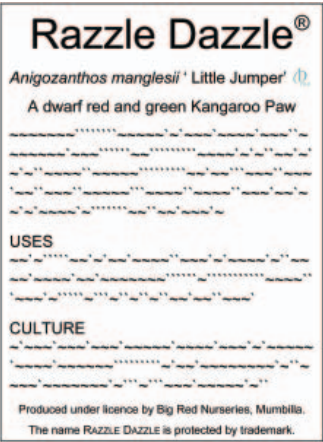 Razzle Dazzle®
Anigozanthos manglesii ‘ Little Jumper’
A dwarf red and green Kangaroo Paw
USES
CULTURE
Produced under licence by Big Red Nurseries, Mumbilla.
The name RAZZLE DAZZLE is protected by trademark.